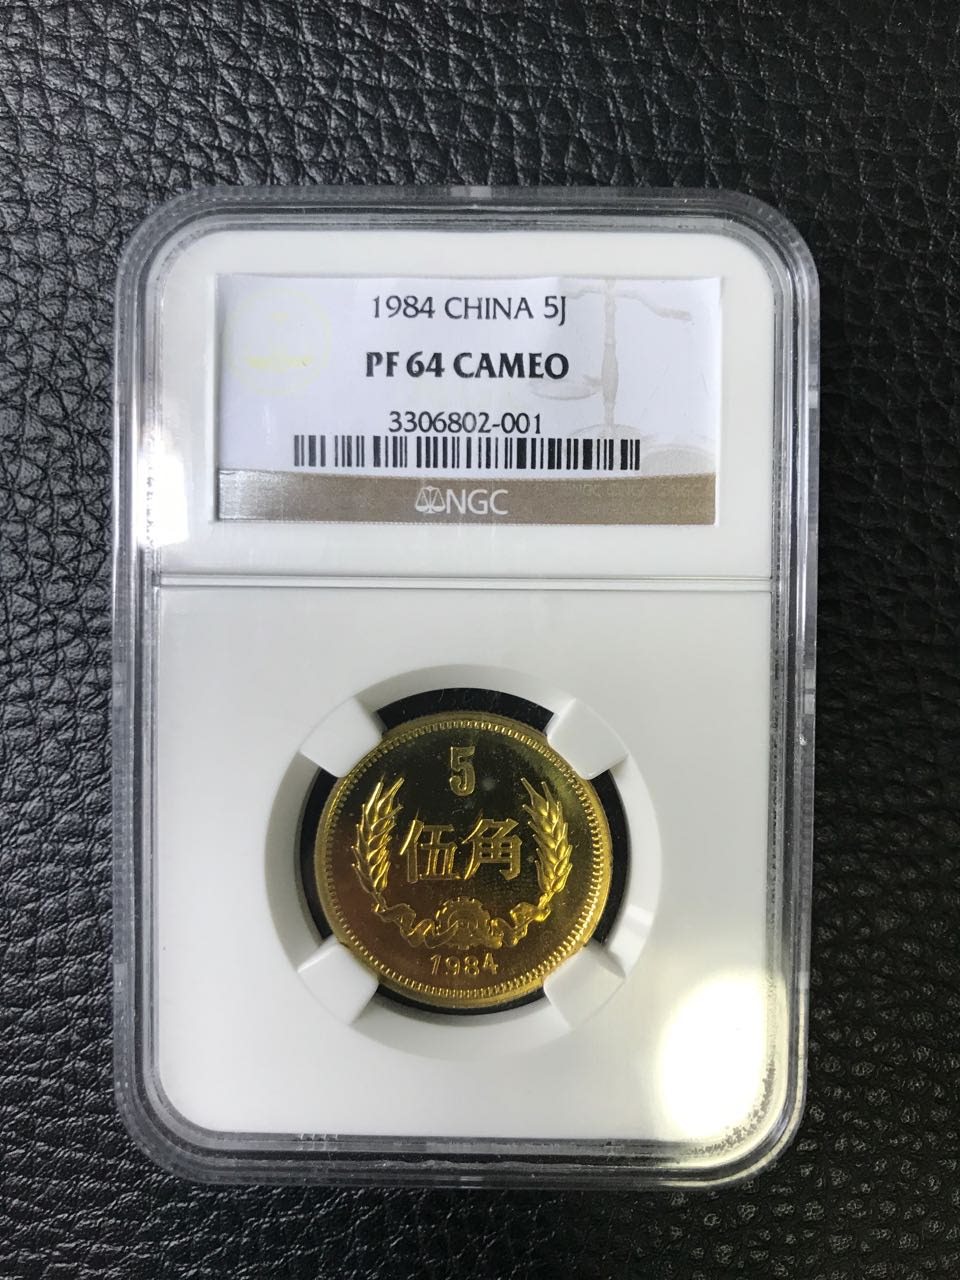 1984 CHINA 5J
PF 64 CAMEO
3306802-001
NGC
5
伍角
1984